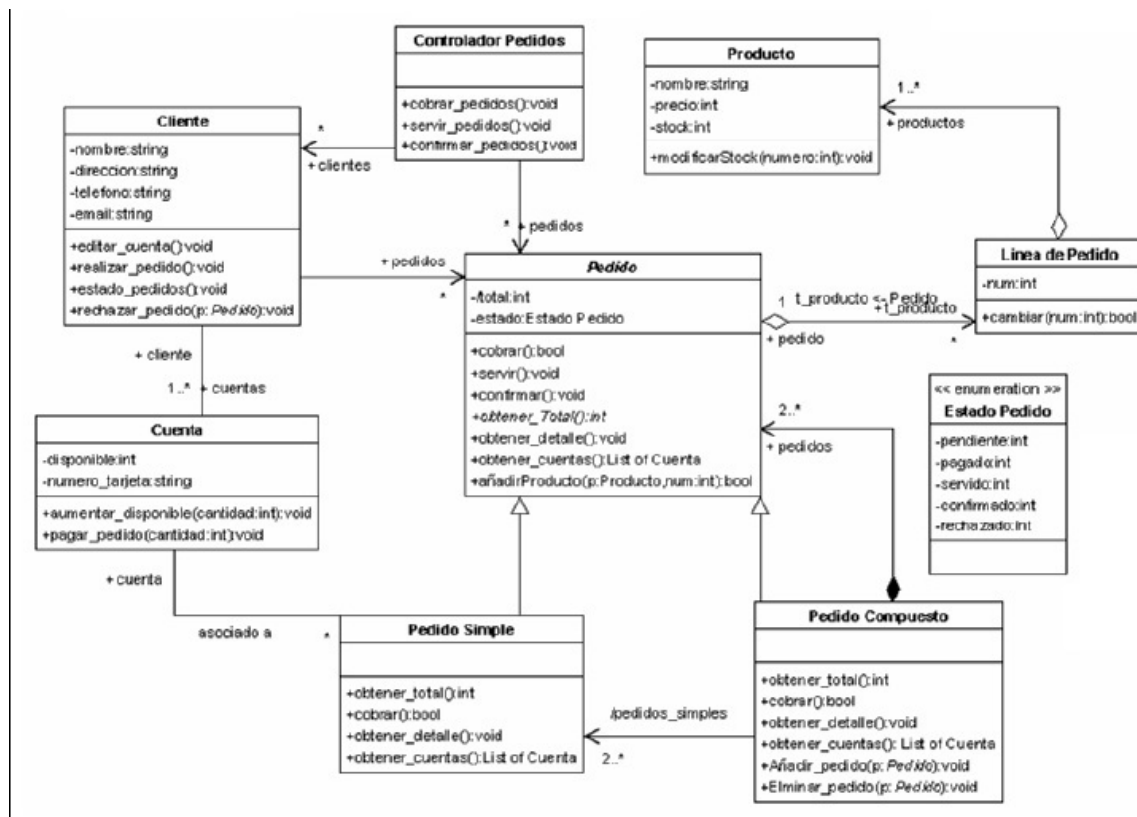 Controlador Pedidos
+cobrar_pedidos():void
+servir_pedidos():void
+confirmar_pedidos():void
Producto
-nombre:string
-precio:int
-stock:int
+modificarStock(numero:int):void
1..*
+ productos
Cliente
-nombre:string
-direccion:string
-telefono:string
-email:string
+editar_cuenta():void
+realizar_pedido():void
+estado_pedidos():void
+rechazar_pedido(p: Pedido):void
*
+ clientes
* + pedidos
+ pedidos
*
Pedido
-/total:int
-estado:Estado Pedido
+cobrar():bool
+servir():void
+confirmar():void
+obtener_Total():int
+obtener_detalle():void
+obtener_cuentas():List of Cuenta
+añadirProducto(p:Producto,num:int):bool
Linea de Pedido
-num:int
+cambiar(num:int):bool
1 t_producto <- Pedido
+t_producto
+ pedido
*
+ cliente
1..* + cuentas
Cuenta
-disponible:int
-numero_tarjeta:string
+aumentar_disponible(cantidad:int):void
+pagar_pedido(cantidad:int):void
<< enumeration >>
Estado Pedido
-pendiente:int
-pagado:int
-servido:int
-confirmado:int
-rechazado:int
2..*
+ pedidos
+ cuenta
asociado a
*
Pedido Simple
+obtener_total():int
+cobrar():bool
+obtener_detalle():void
+obtener_cuentas():List of Cuenta
/pedidos_simples
2..*
Pedido Compuesto
+obtener_total():int
+cobrar():bool
+obtener_detalle():void
+obtener_cuentas(): List of Cuenta
+Añadir_pedido(p: Pedido):void
+Elminar_pedido(p: Pedido):void